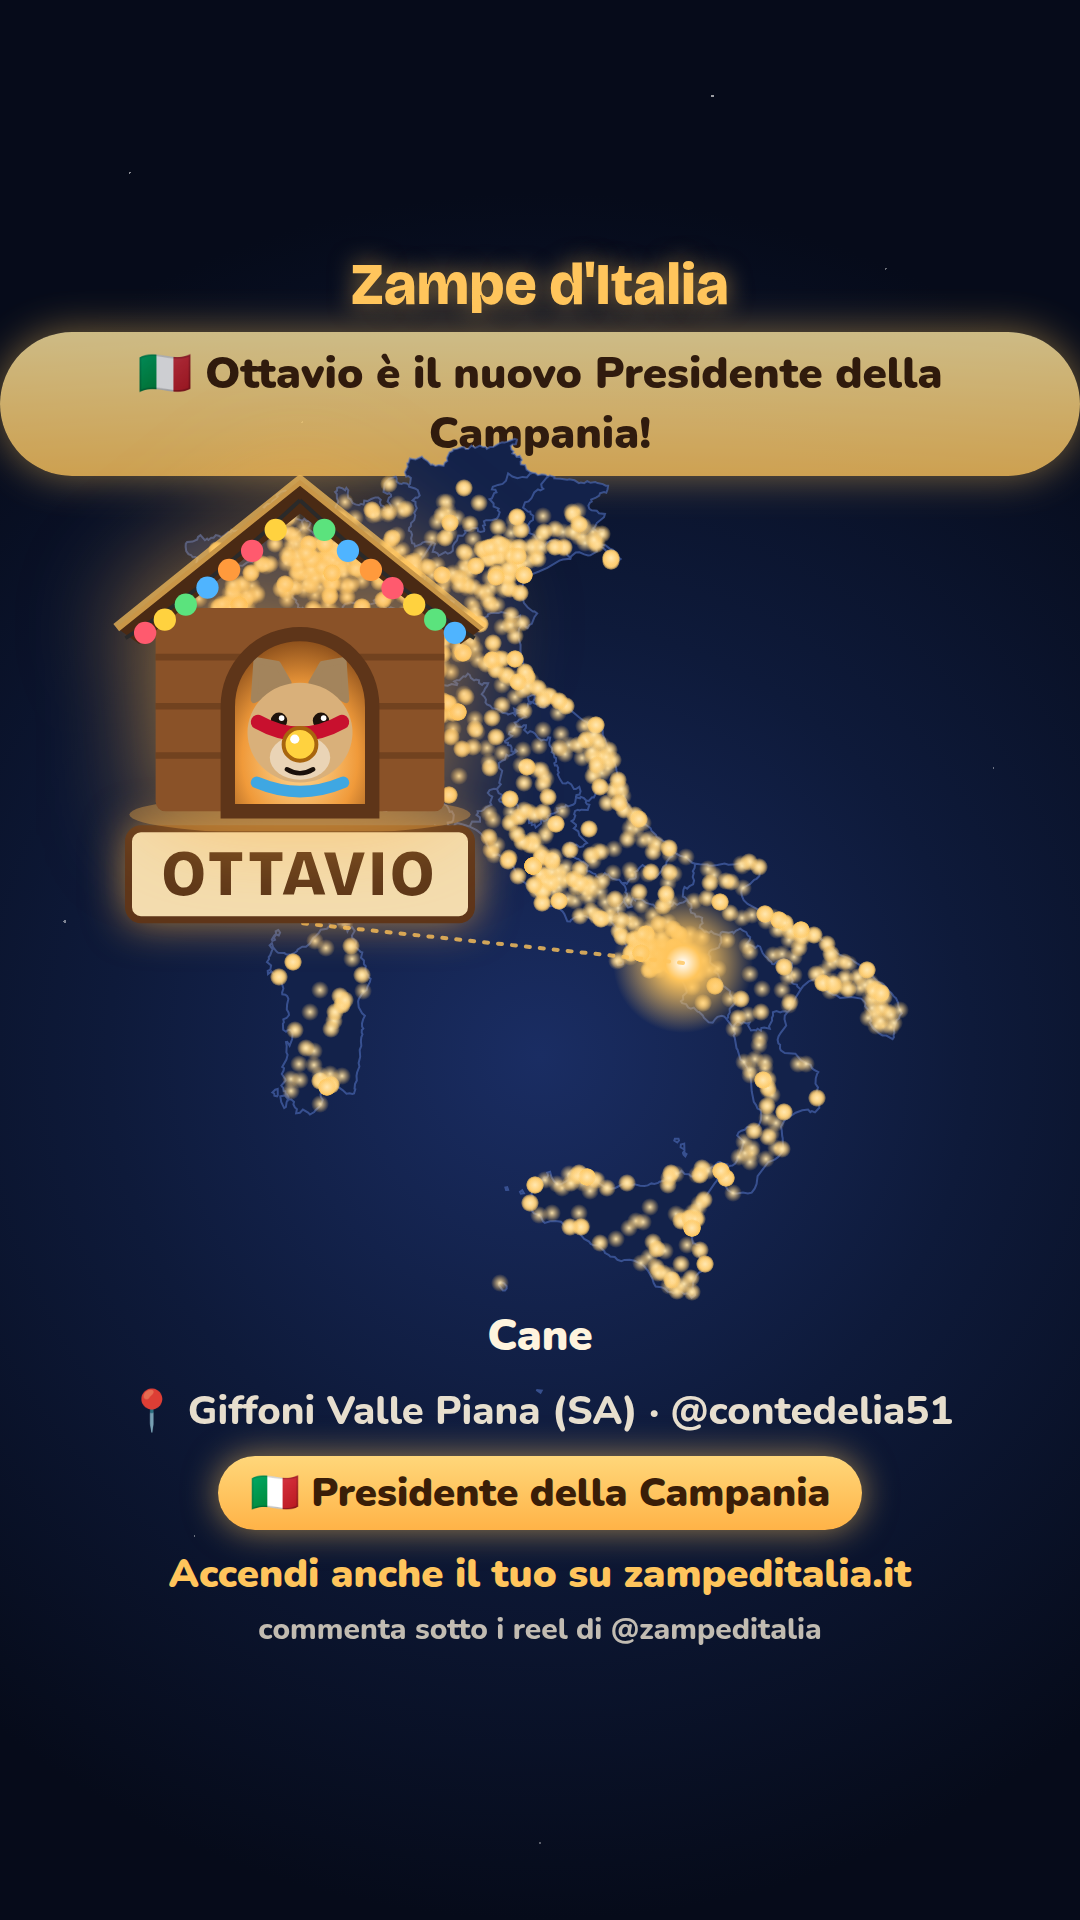 Zampe d'Italia
🇮🇹 Ottavio è il nuovo Presidente della
Campania!
OTTAVIO
Cane
📍 Giffoni Valle Piana (SA) · @contedelia51
🇮🇹 Presidente della Campania
Accendi anche il tuo su zampeditalia.it
commenta sotto i reel di @zampeditalia